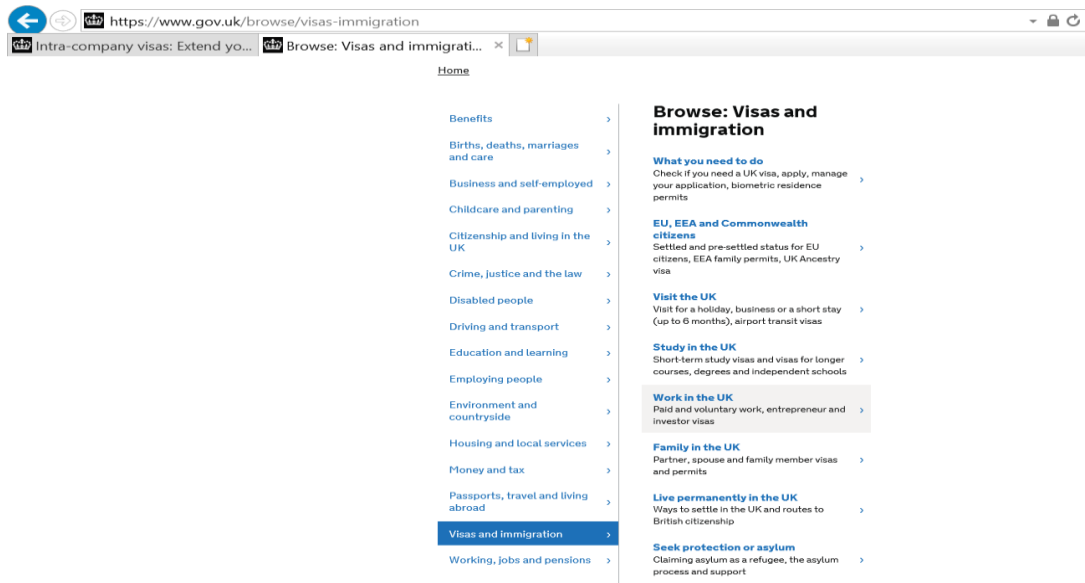 https://www.gov.uk/browse/visas-immigration
Intra-company visas: Extend yo...
Browse: Visas and immigrati...
Home
Benefits
Births, deaths, marriages
and care
Business and self-employed
Childcare and parenting
Citizenship and living in the
UK
Crime, justice and the law
Disabled people
Driving and transport
Education and learning
Employing people
Environment and
countryside
Housing and local services
Money and tax
Passports, travel and living
abroad
Visas and immigration
Working, jobs and pensions
Browse: Visas and
immigration
What you need to do
Check if you need a UK visa, apply, manage
your application, biometric residence
permits
EU, EEA and Commonwealth
citizens
Settled and pre-settled status for EU
citizens, EEA family permits, UK Ancestry
visa
Visit the UK
Visit for a holiday, business or a short stay
(up to 6 months), airport transit visas
Study in the UK
Short-term study visas and visas for longer
courses, degrees and independent schools
Work in the UK
Paid and voluntary work, entrepreneur and
investor visas
Family in the UK
Partner, spouse and family member visas
and permits
Live permanently in the UK
Ways to settle in the UK and routes to
British citizenship
Seek protection or asylum
Claiming asylum as a refugee, the asylum
process and support